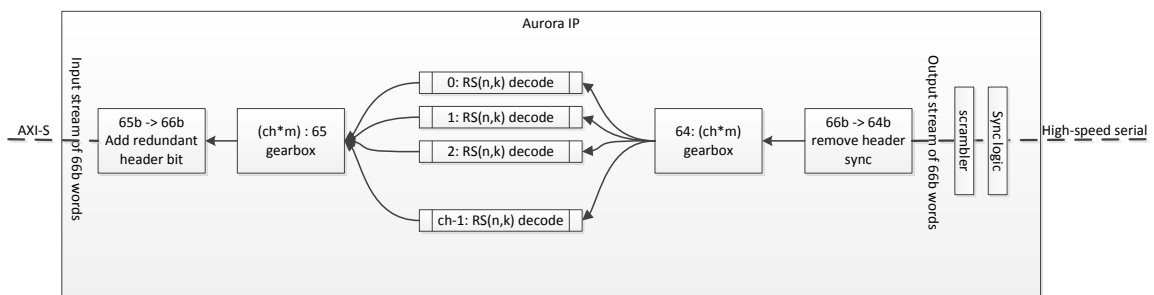 Aurora IP
AXI-S
Input stream of 66b words
65b -> 66b
Add redundant
header bit
(ch*m) : 65
gearbox
0: RS(n,k) decode
1: RS(n,k) decode
2: RS(n,k) decode
ch-1: RS(n,k) decode
64: (ch*m)
gearbox
66b -> 64b
remove header
sync
Output stream of 66b words
scrambler
Sync logic
High-speed serial